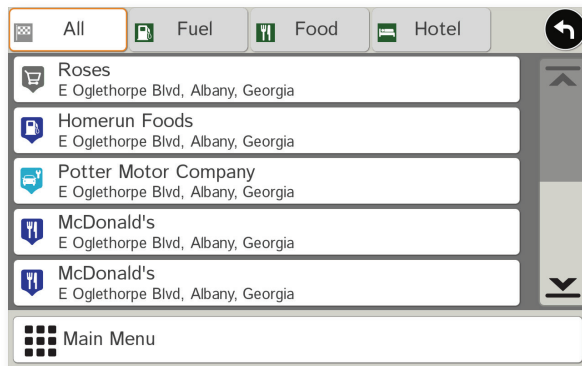 All Fuel Food Hotel
Roses
E Oglethorpe Blvd, Albany, Georgia
Homerun Foods
E Oglethorpe Blvd, Albany, Georgia
Potter Motor Company
E Oglethorpe Blvd, Albany, Georgia
McDonald's
E Oglethorpe Blvd, Albany, Georgia
McDonald's
E Oglethorpe Blvd, Albany, Georgia
Main Menu